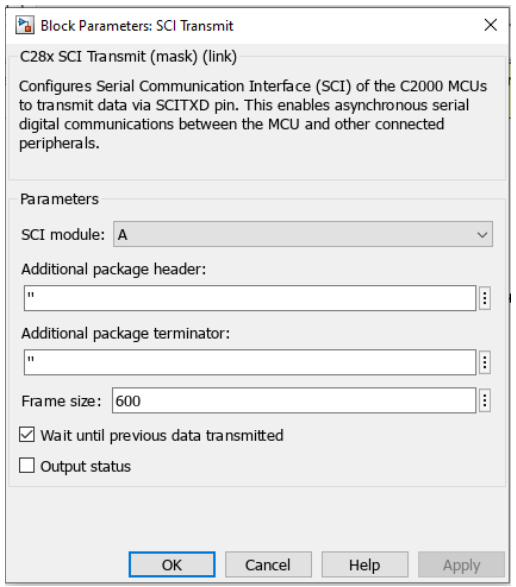 Block Parameters: SCI Transmit
C28x SCI Transmit (mask) (link)
Configures Serial Communication Interface (SCI) of the C2000 MCUs
to transmit data via SCITXD pin. This enables asynchronous serial
digital communications between the MCU and other connected
peripherals.
Parameters
SCI module: A
Additional package header:
''
Additional package terminator:
''
Frame size: 600
Wait until previous data transmitted
Output status
OK Cancel Help Apply